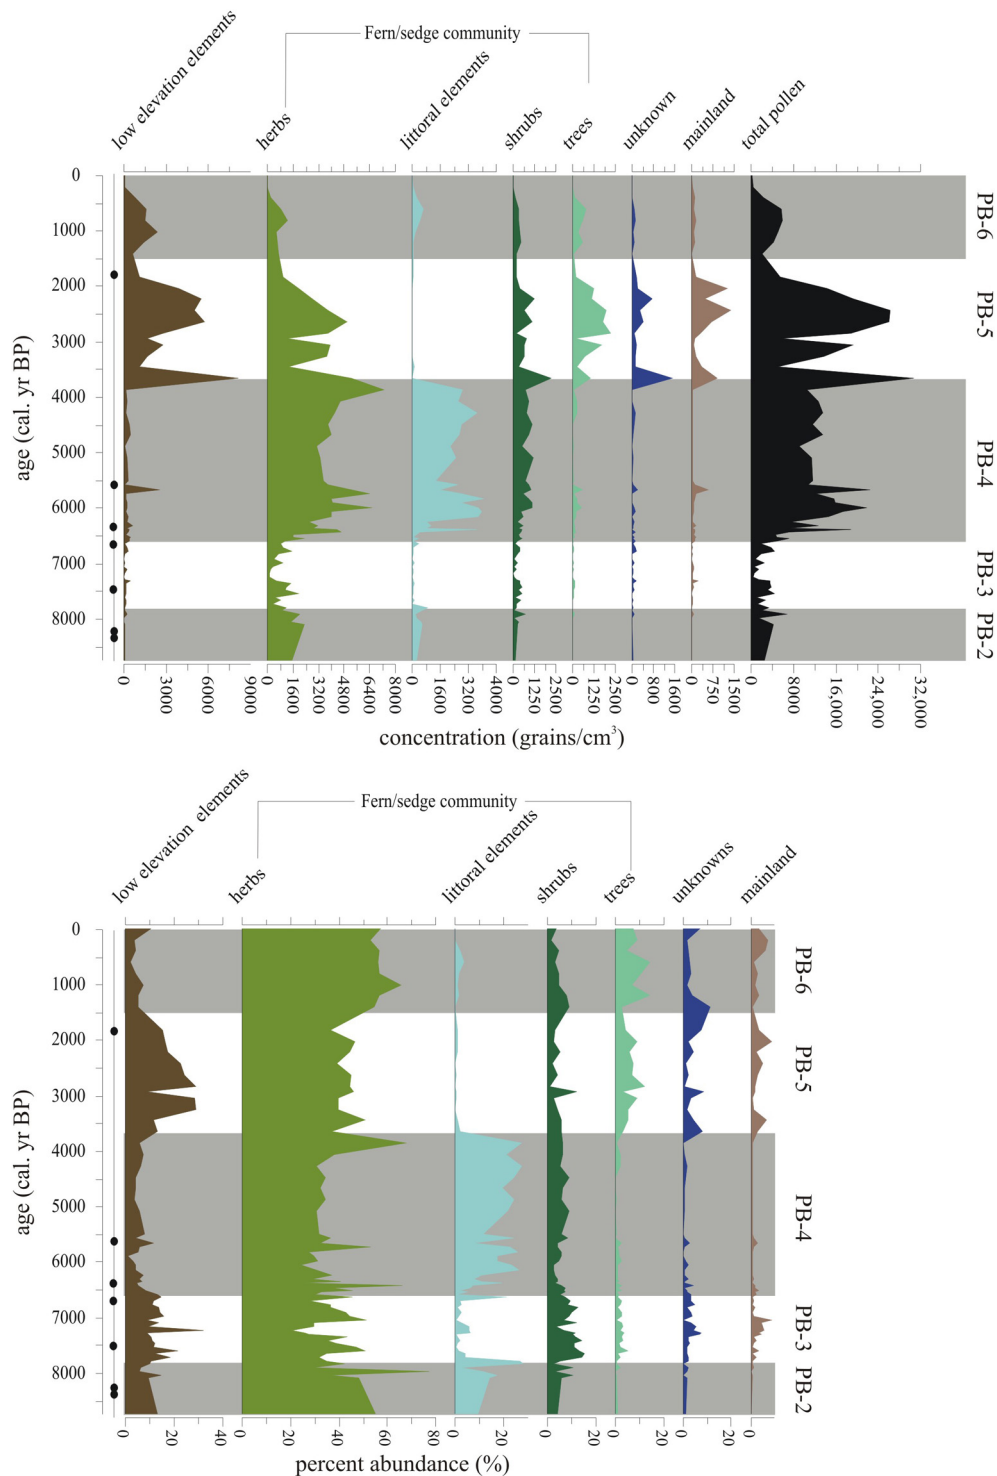 Fern/sedge community
low elevation elements
herbs
littoral elements
shrubs
trees
unknown
mainland
total pollen
0
1000
2000
3000
4000
5000
6000
7000
8000
age (cal. yr BP)
PB-6
PB-5
PB-4
PB-3
PB-2
0
3000
6000
9000
0
1600
3200
4800
6400
8000
0
1600
3200
4000
0
1250
2500
0
1250
2500
0
800
1600
0
750
1500
0
8000
16,000
24,000
32,000
concentration (grains/cm³)
Fern/sedge community
low elevation elements
herbs
littoral elements
shrubs
trees
unknowns
mainland
0
1000
2000
3000
4000
5000
6000
7000
8000
age (cal. yr BP)
PB-6
PB-5
PB-4
PB-3
PB-2
0
20
40
0
20
40
60
80
0
10
20
0
20
0
20
0
20
0
20
percent abundance (%)